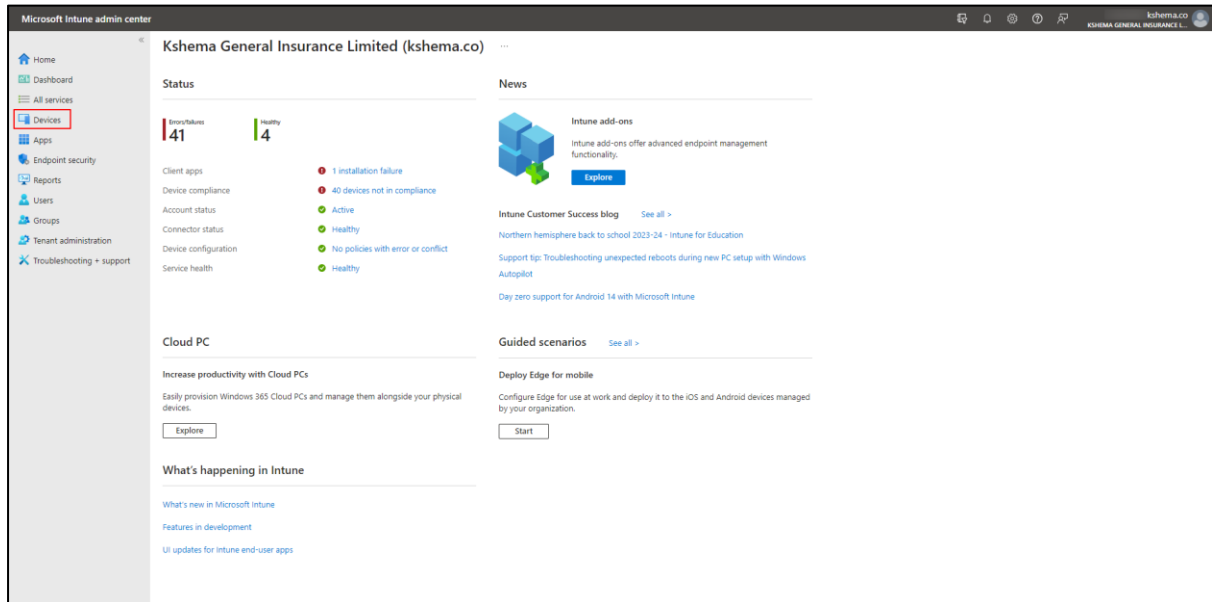 Microsoft Intune admin center
kshema.co
KSHEMA GENERAL INSURANCE L...
«
Home
Dashboard
All services
Devices
Apps
Endpoint security
Reports
Users
Groups
Tenant administration
Troubleshooting + support
Kshema General Insurance Limited (kshema.co) ...
Status
Errors/failures
41
Healthy
4
Client apps 1 installation failure
Device compliance 40 devices not in compliance
Account status Active
Connector status Healthy
Device configuration No policies with error or conflict
Service health Healthy
News
Intune add-ons
Intune add-ons offer advanced endpoint management
functionality.
Explore
Intune Customer Success blog See all >
Northern hemisphere back to school 2023-24 - Intune for Education
Support tip: Troubleshooting unexpected reboots during new PC setup with Windows
Autopilot
Day zero support for Android 14 with Microsoft Intune
Cloud PC
Increase productivity with Cloud PCs
Easily provision Windows 365 Cloud PCs and manage them alongside your physical
devices.
Explore
Guided scenarios See all >
Deploy Edge for mobile
Configure Edge for use at work and deploy it to the iOS and Android devices managed
by your organization.
Start
What's happening in Intune
What's new in Microsoft Intune
Features in development
UI updates for Intune end-user apps